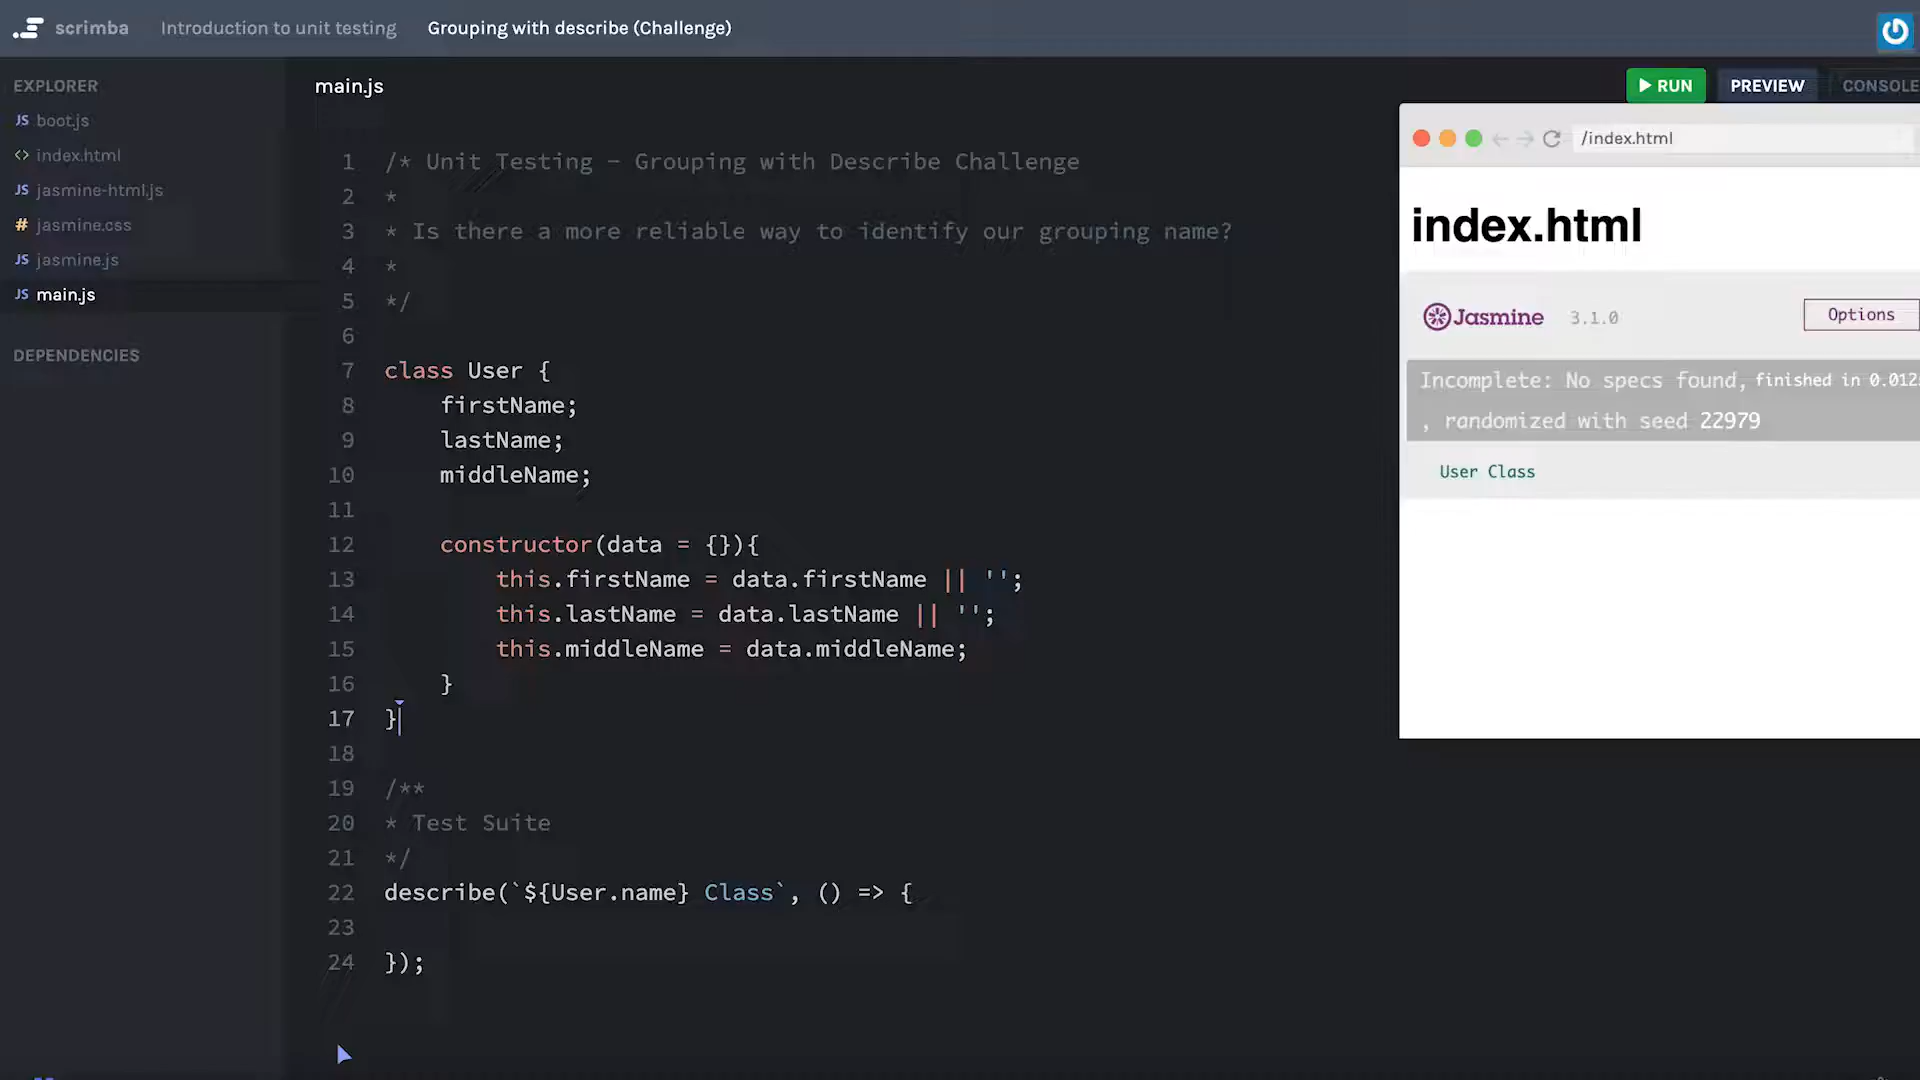 scrimba Introduction to unit testing Grouping with describe (Challenge)
EXPLORER
JS boot.js
<> index.html
JS jasmine-html.js
# jasmine.css
JS jasmine.js
JS main.js
DEPENDENCIES
main.js
RUN PREVIEW CONSOLE
1 /* Unit Testing - Grouping with Describe Challenge
2 *
3 * Is there a more reliable way to identify our grouping name?
4 *
5 */
6
7 class User {
8 firstName;
9 lastName;
10 middleName;
11
12 constructor(data = {}){
13 this.firstName = data.firstName || '';
14 this.lastName = data.lastName || '';
15 this.middleName = data.middleName;
16 }
17 }
18
19 /**
20 * Test Suite
21 */
22 describe(`${User.name} Class`, () => {
23
24 });
/index.html
index.html
Jasmine 3.1.0 Options
Incomplete: No specs found, finished in 0.012
, randomized with seed 22979
User Class